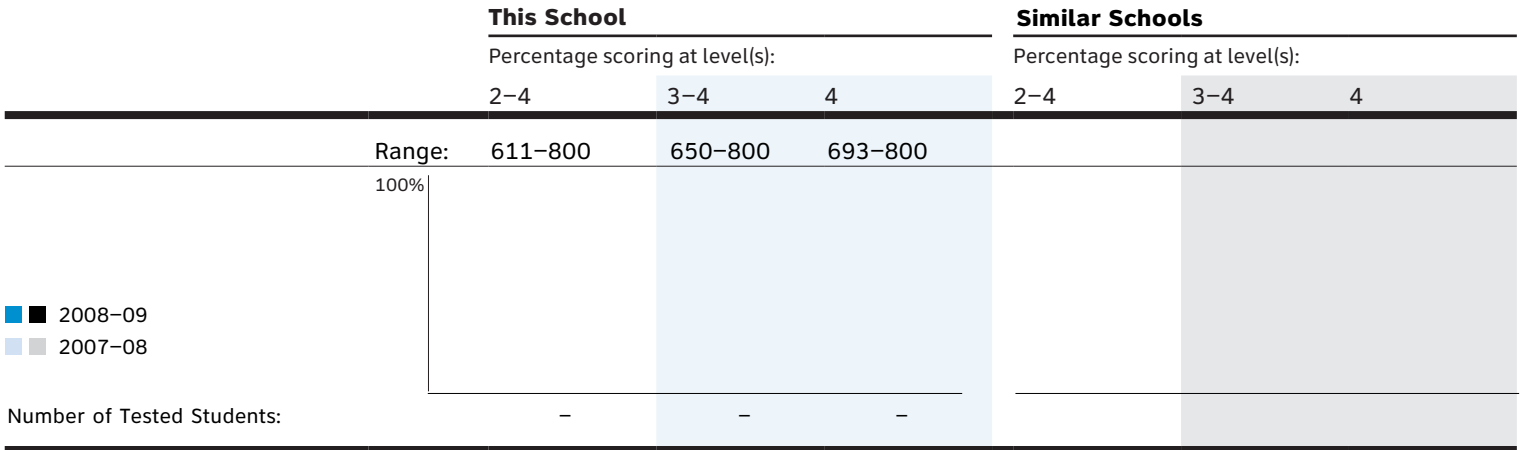 This School Similar Schools
Percentage scoring at level(s): Percentage scoring at level(s):
2–4 3–4 4 2–4 3–4 4
Range: 611–800 650–800 693–800
100%
2008–09
2007–08
Number of Tested Students: – – –